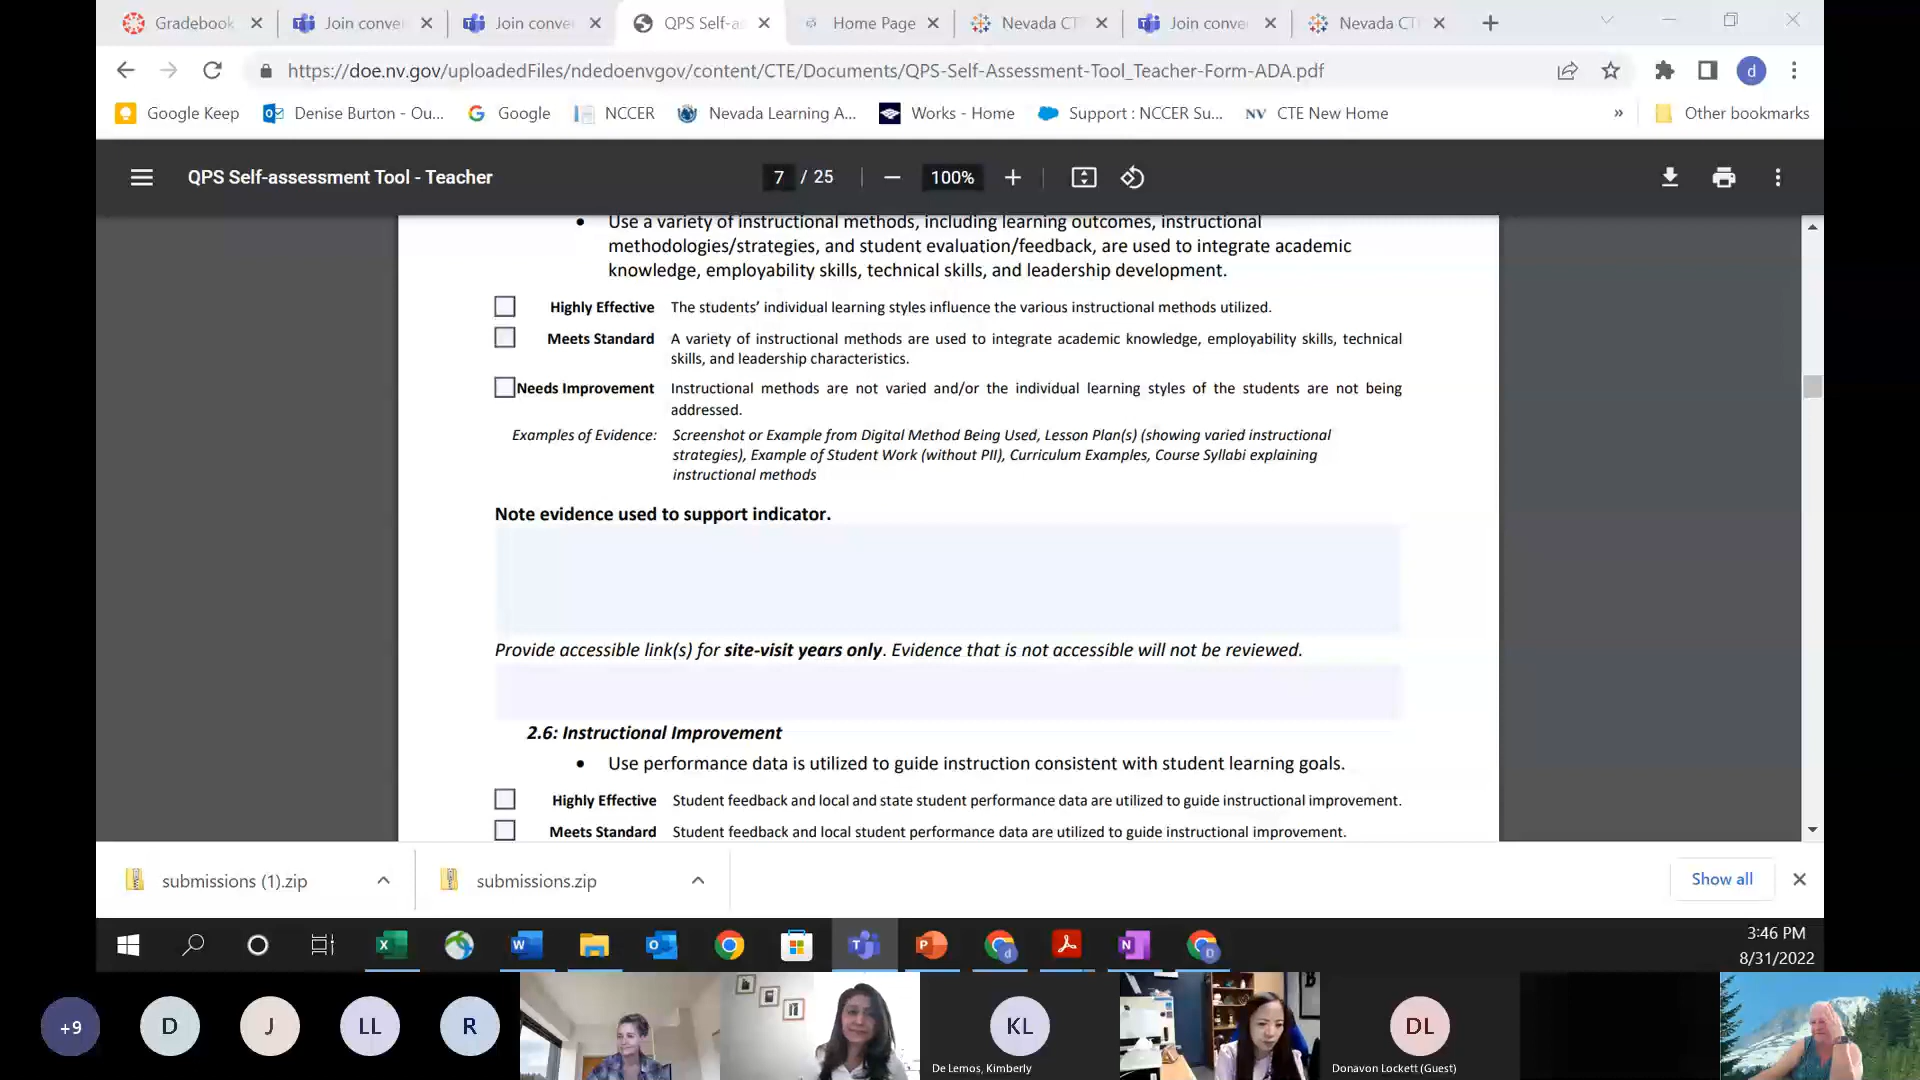 Gradebook
Join conver
Join conve
QPS Self-as
Home Page
Nevada CT
Join conve
Nevada CT
https://doe.nv.gov/uploadedFiles/ndedoenvgov/content/CTE/Documents/QPS-Self-Assessment-Tool_Teacher-Form-ADA.pdf
d
Google Keep
Denise Burton - Ou...
Google
NCCER
Nevada Learning A...
Works - Home
Support : NCCER Su...
NV CTE New Home
»
Other bookmarks
QPS Self-assessment Tool - Teacher
7 / 25
100%
• Use a variety of instructional methods, including learning outcomes, instructional
methodologies/strategies, and student evaluation/feedback, are used to integrate academic
knowledge, employability skills, technical skills, and leadership development.
Highly Effective The students’ individual learning styles influence the various instructional methods utilized.
Meets Standard A variety of instructional methods are used to integrate academic knowledge, employability skills, technical
skills, and leadership characteristics.
Needs Improvement Instructional methods are not varied and/or the individual learning styles of the students are not being
addressed.
Examples of Evidence: Screenshot or Example from Digital Method Being Used, Lesson Plan(s) (showing varied instructional
strategies), Example of Student Work (without PII), Curriculum Examples, Course Syllabi explaining
instructional methods
Note evidence used to support indicator.
Provide accessible link(s) for site-visit years only. Evidence that is not accessible will not be reviewed.
2.6: Instructional Improvement
• Use performance data is utilized to guide instruction consistent with student learning goals.
Highly Effective Student feedback and local and state student performance data are utilized to guide instructional improvement.
Meets Standard Student feedback and local student performance data are utilized to guide instructional improvement.
submissions (1).zip
submissions.zip
Show all
3:46 PM
8/31/2022
+9
D
J
LL
R
KL
De Lemos, Kimberly
DL
Donavon Lockett (Guest)